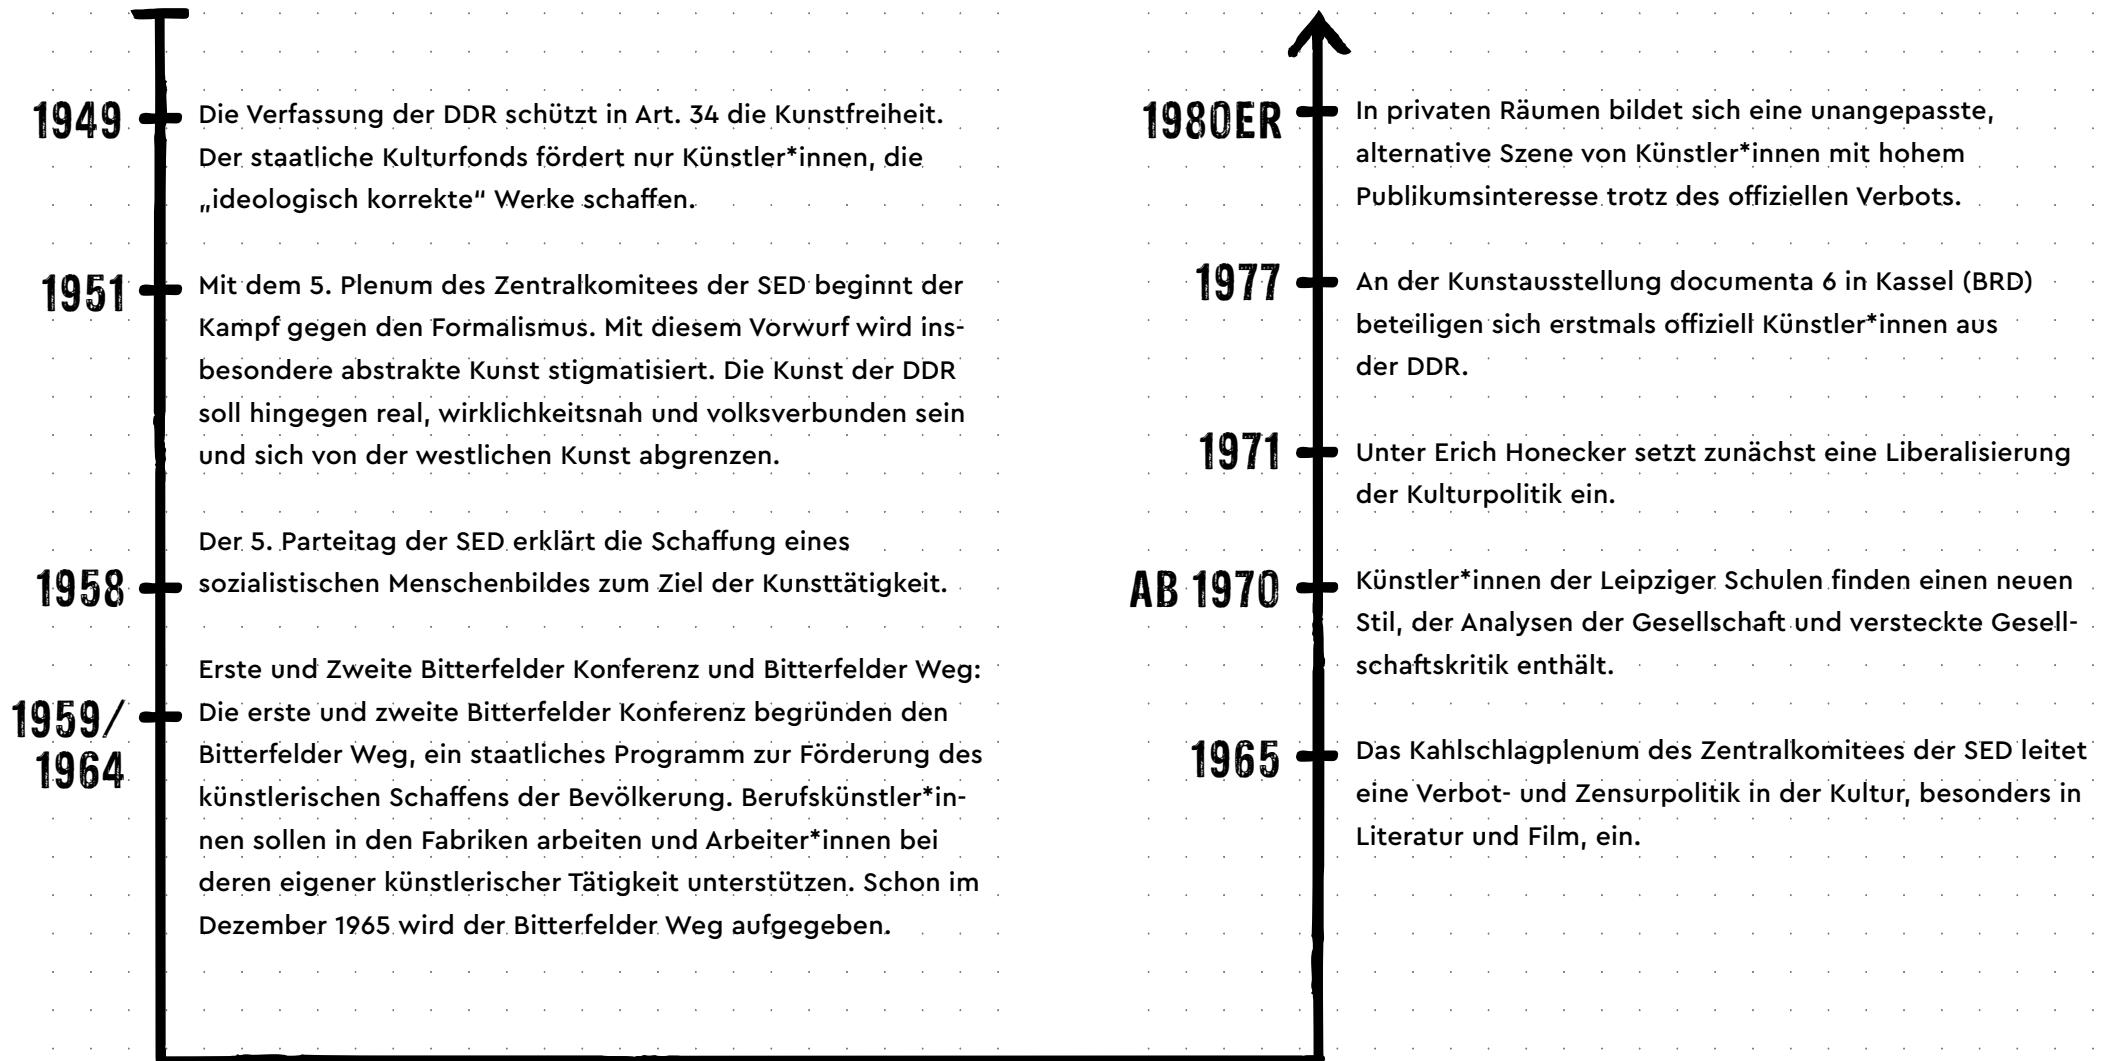 1949
Die Verfassung der DDR schützt in Art. 34 die Kunstfreiheit.
Der staatliche Kulturfonds fördert nur Künstler*innen, die
„ideologisch korrekte“ Werke schaffen.
1951
Mit dem 5. Plenum des Zentralkomitees der SED beginnt der
Kampf gegen den Formalismus. Mit diesem Vorwurf wird ins-
besondere abstrakte Kunst stigmatisiert. Die Kunst der DDR
soll hingegen real, wirklichkeitsnah und volksverbunden sein
und sich von der westlichen Kunst abgrenzen.
1958
Der 5. Parteitag der SED erklärt die Schaffung eines
sozialistischen Menschenbildes zum Ziel der Kunsttätigkeit.
1959/
1964
Erste und Zweite Bitterfelder Konferenz und Bitterfelder Weg:
Die erste und zweite Bitterfelder Konferenz begründen den
Bitterfelder Weg, ein staatliches Programm zur Förderung des
künstlerischen Schaffens der Bevölkerung. Berufskünstler*in-
nen sollen in den Fabriken arbeiten und Arbeiter*innen bei
deren eigener künstlerischer Tätigkeit unterstützen. Schon im
Dezember 1965 wird der Bitterfelder Weg aufgegeben.
1980ER
In privaten Räumen bildet sich eine unangepasste,
alternative Szene von Künstler*innen mit hohem
Publikumsinteresse trotz des offiziellen Verbots.
1977
An der Kunstausstellung documenta 6 in Kassel (BRD)
beteiligen sich erstmals offiziell Künstler*innen aus
der DDR.
1971
Unter Erich Honecker setzt zunächst eine Liberalisierung
der Kulturpolitik ein.
AB 1970
Künstler*innen der Leipziger Schulen finden einen neuen
Stil, der Analysen der Gesellschaft und versteckte Gesell-
schaftskritik enthält.
1965
Das Kahlschlagplenum des Zentralkomitees der SED leitet
eine Verbot- und Zensurpolitik in der Kultur, besonders in
Literatur und Film, ein.